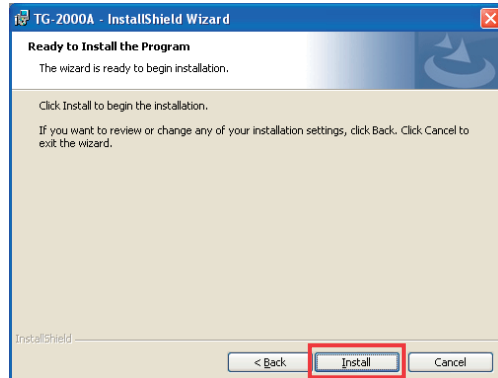 TG-2000A - InstallShield Wizard
Ready to Install the Program
The wizard is ready to begin installation.
Click Install to begin the installation.
If you want to review or change any of your installation settings, click Back. Click Cancel to
exit the wizard.
InstallShield
< Back Install Cancel